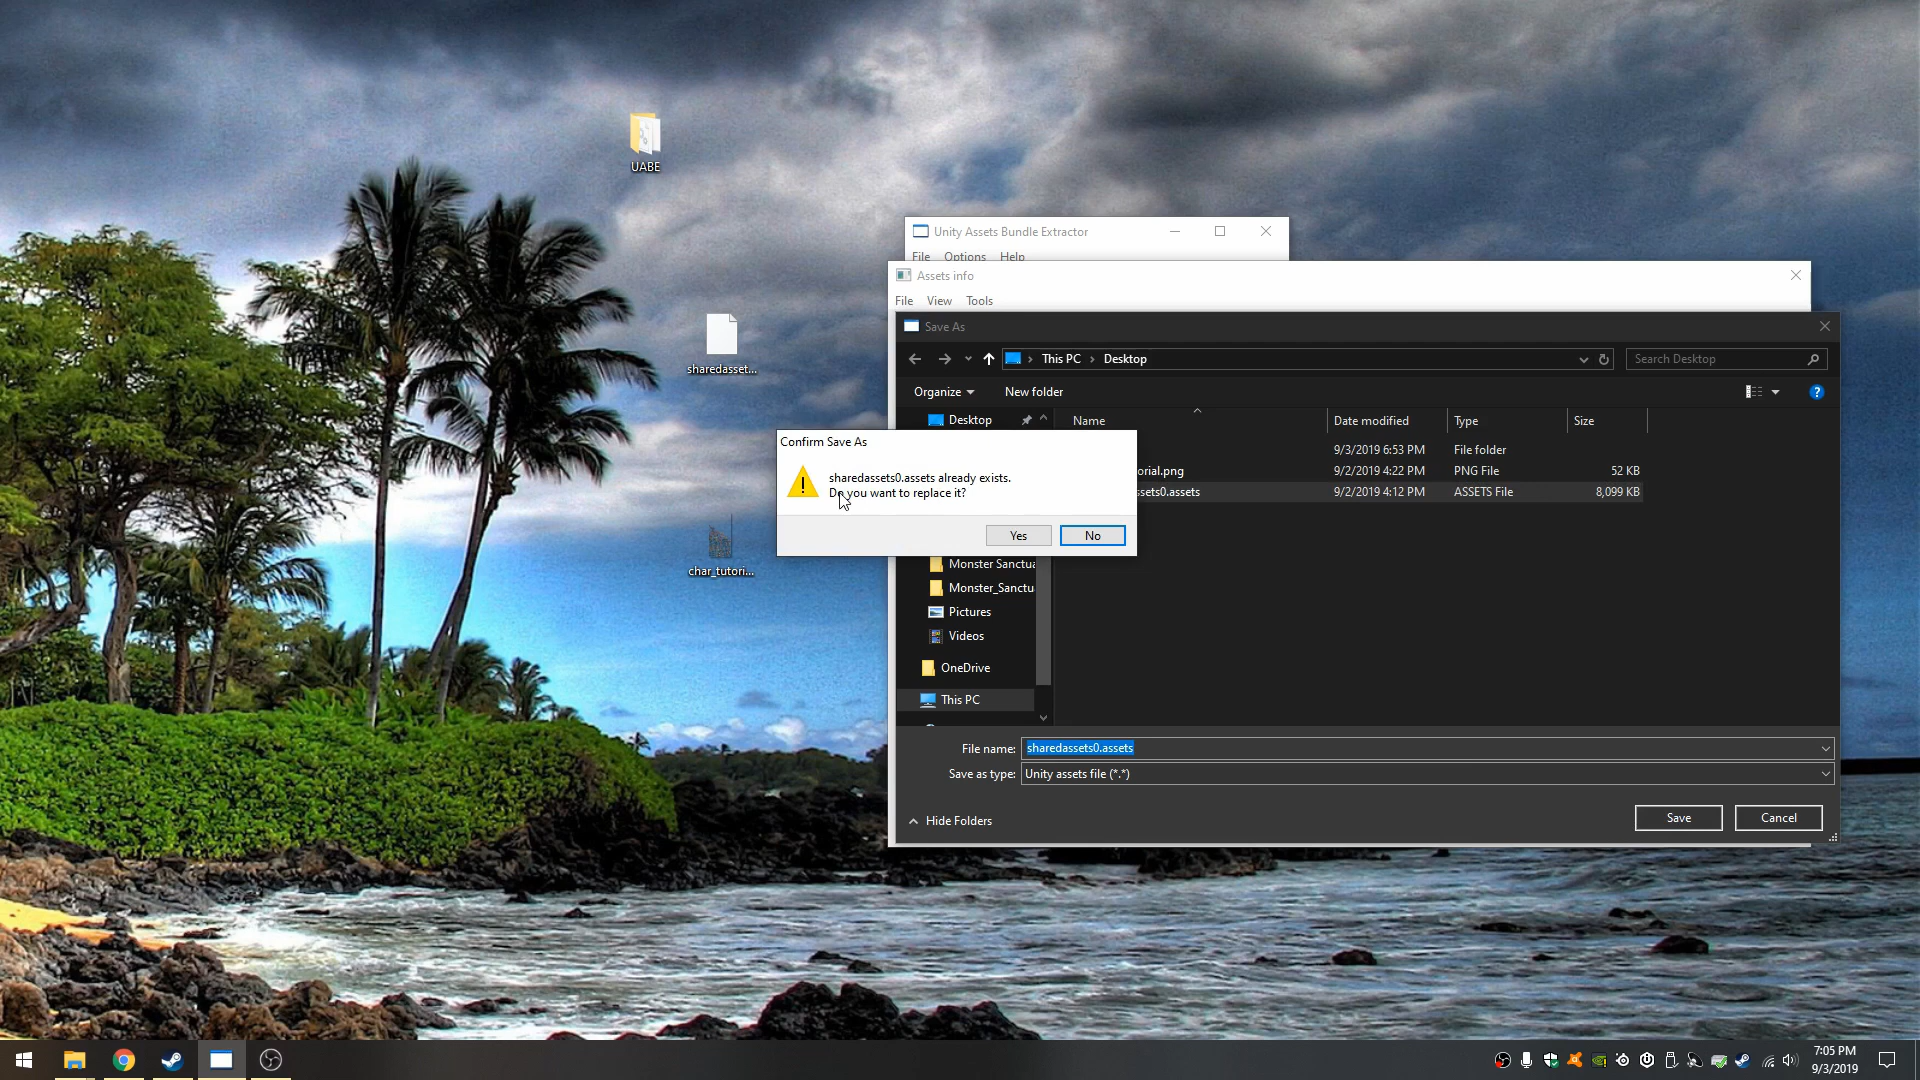 UABE
sharedasset...
char_tutori...
Unity Assets Bundle Extractor
File Options Help
Assets info
File View Tools
Save As
This PC > Desktop
Search Desktop
Organize
New folder
Desktop
Name
Date modified
Type
Size
9/3/2019 6:53 PM
File folder
orial.png
9/2/2019 4:22 PM
PNG File
52 KB
ssets0.assets
9/2/2019 4:12 PM
ASSETS File
8,099 KB
Confirm Save As
sharedassets0.assets already exists.
Do you want to replace it?
Yes
No
Monster Sanctua
Monster_Sanctu
Pictures
Videos
OneDrive
This PC
File name: sharedassets0.assets
Save as type: Unity assets file (*.*)
Hide Folders
Save
Cancel
7:05 PM
9/3/2019